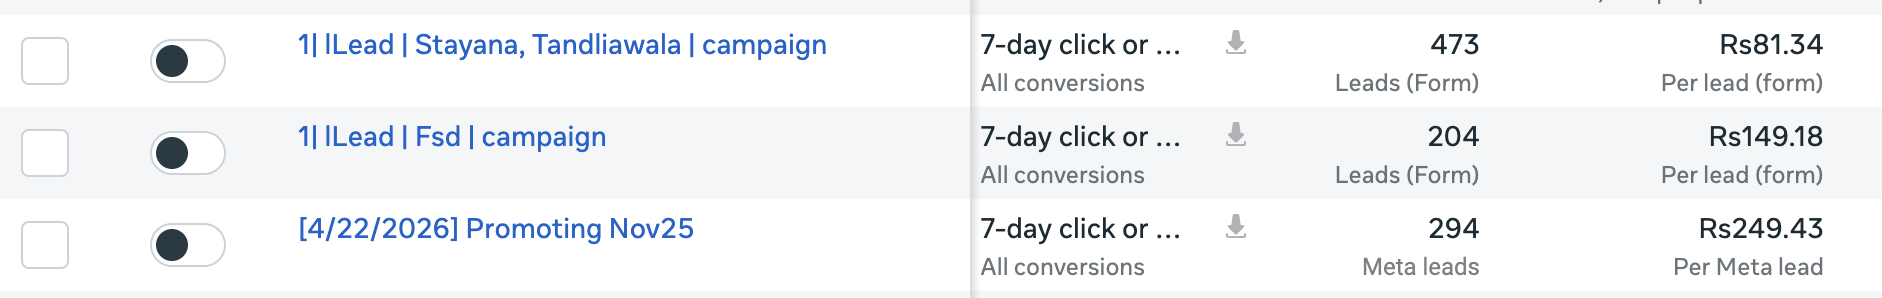 1| lLead | Stayana, Tandliawala | campaign
7-day click or ...
473
Rs81.34
All conversions
Leads (Form)
Per lead (form)
1| lLead | Fsd | campaign
7-day click or ...
204
Rs149.18
All conversions
Leads (Form)
Per lead (form)
[4/22/2026] Promoting Nov25
7-day click or ...
294
Rs249.43
All conversions
Meta leads
Per Meta lead